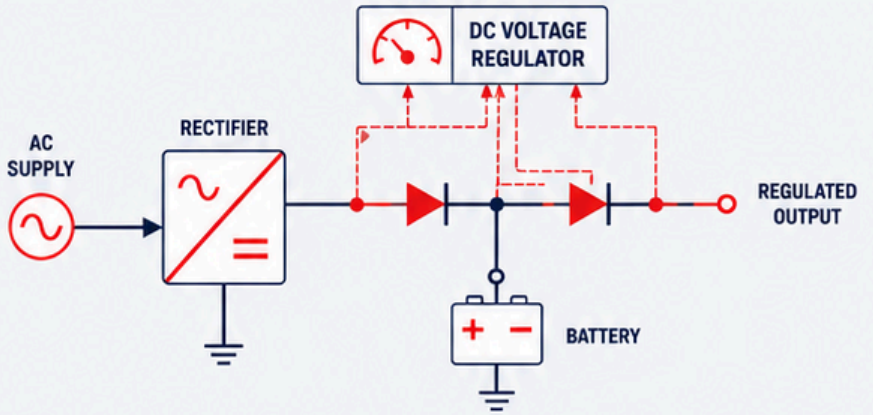 DC VOLTAGE
REGULATOR
RECTIFIER
AC
SUPPLY
REGULATED
OUTPUT
+ −
BATTERY